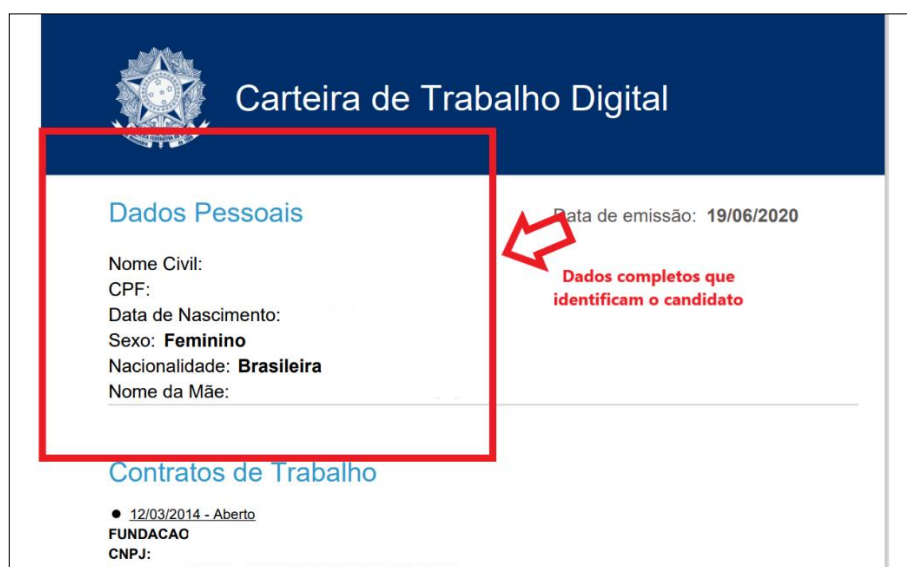 Carteira de Trabalho Digital
Dados Pessoais
Data de emissão: 19/06/2020
Nome Civil:
CPF:
Data de Nascimento:
Sexo: Feminino
Nacionalidade: Brasileira
Nome da Mãe:
Dados completos que
identificam o candidato
Contratos de Trabalho
12/03/2014 - Aberto
FUNDACAO
CNPJ: